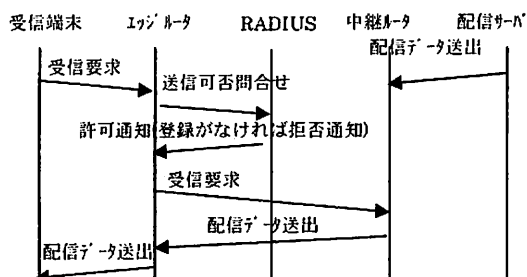 受信端末 ｴｯｼﾞﾙｰﾀ RADIUS 中継ﾙｰﾀ 配信ｻｰﾊﾞ
配信ﾃﾞｰﾀ送出
受信要求
送信可否問合せ
許可通知(登録がなければ拒否通知)
受信要求
配信ﾃﾞｰﾀ送出
配信ﾃﾞｰﾀ送出